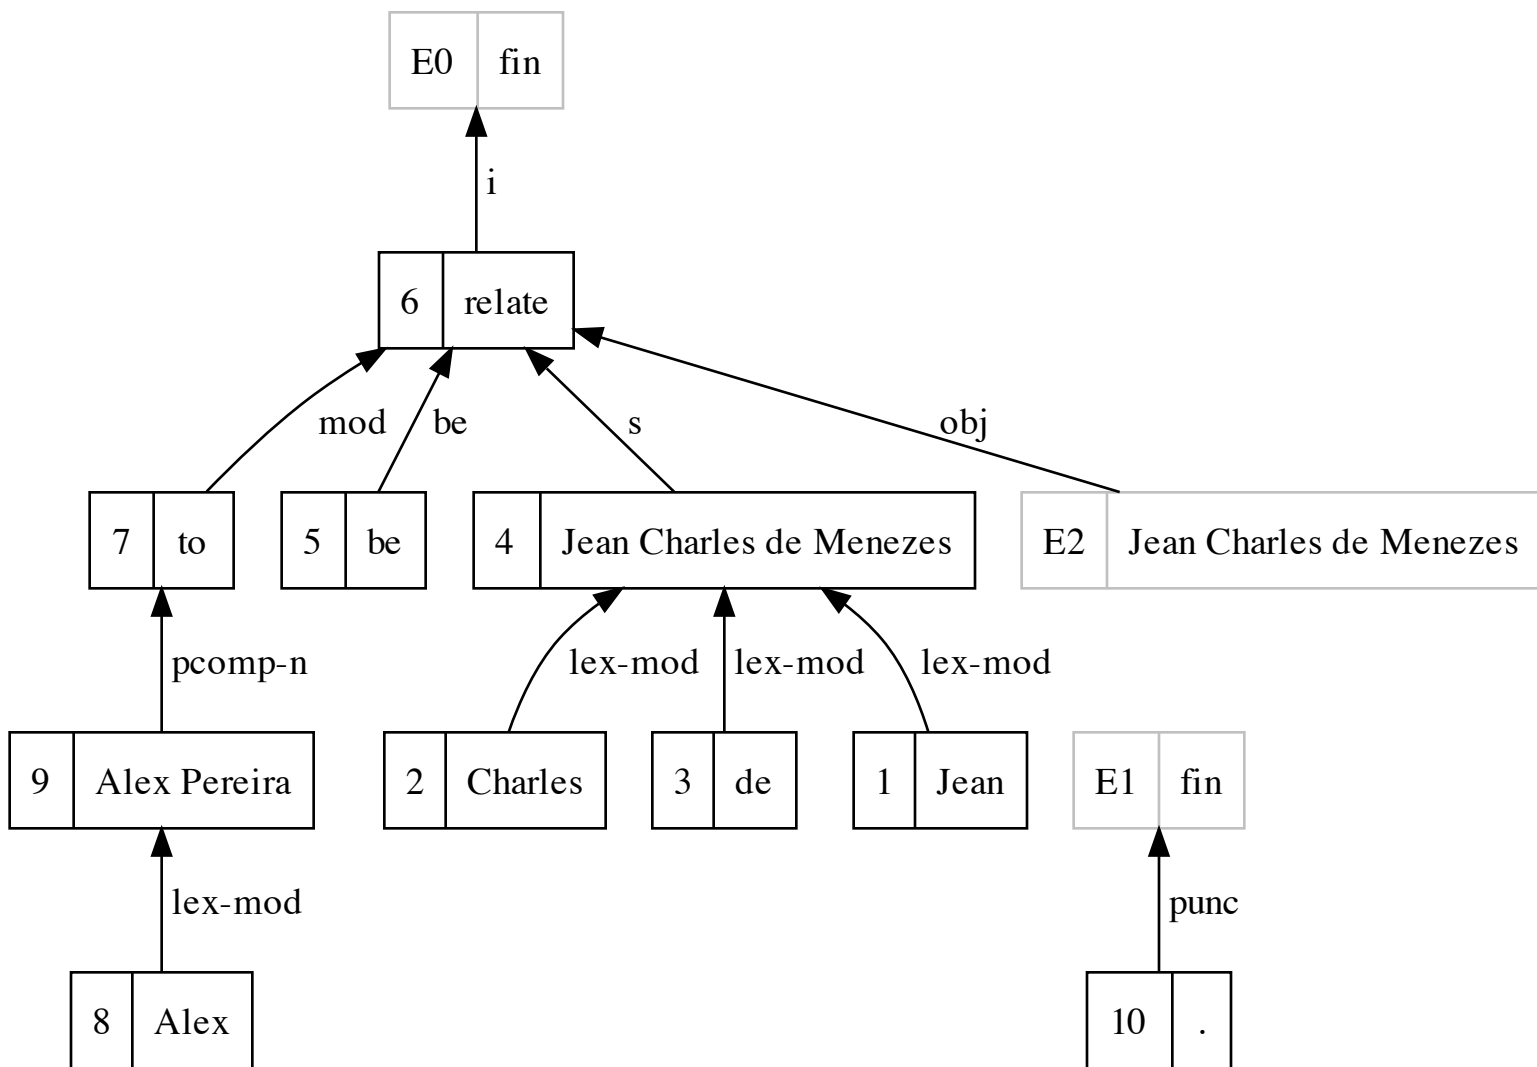 E0 fin
i
6 relate
mod be s obj
7 to 5 be 4 Jean Charles de Menezes E2 Jean Charles de Menezes
pcomp-n lex-mod lex-mod lex-mod
9 Alex Pereira 2 Charles 3 de 1 Jean E1 fin
lex-mod punc
8 Alex 10 .